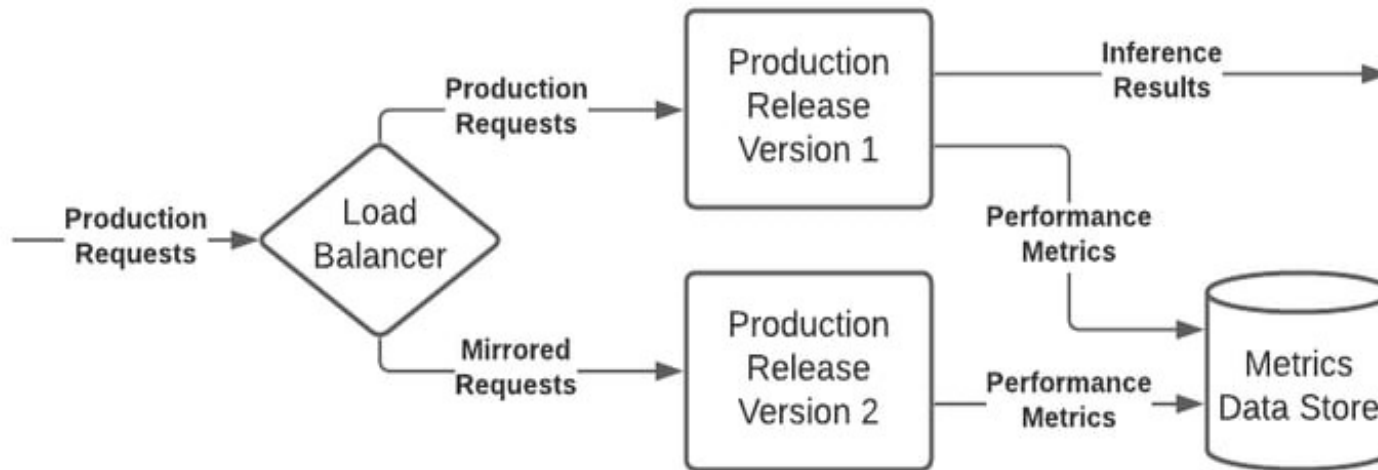 Production
Requests
Load
Balancer
Production
Requests
Mirrored
Requests
Production
Release
Version 1
Production
Release
Version 2
Inference
Results
Performance
Metrics
Performance
Metrics
Metrics
Data Store